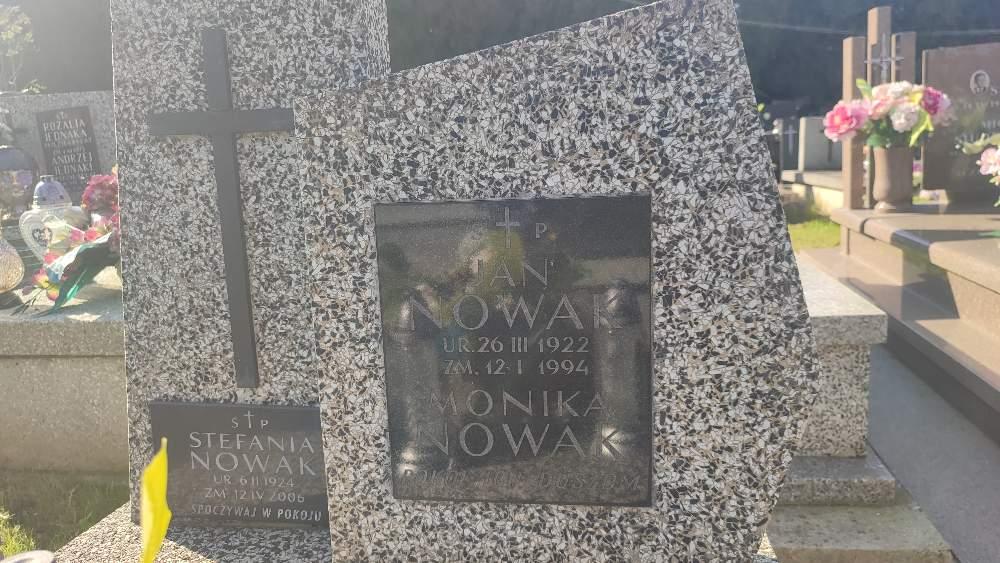 ROZALIA
ANDRZEJ
S P
STEFANIA
NOWAK
UR. 6 II 1924
ZM. 12 IV 2006
SPOCZYWAJ W POKOJU
P
JAN
NOWAK
UR. 26 III 1922
ZM. 12 I 1994
MONIKA
NOWAK